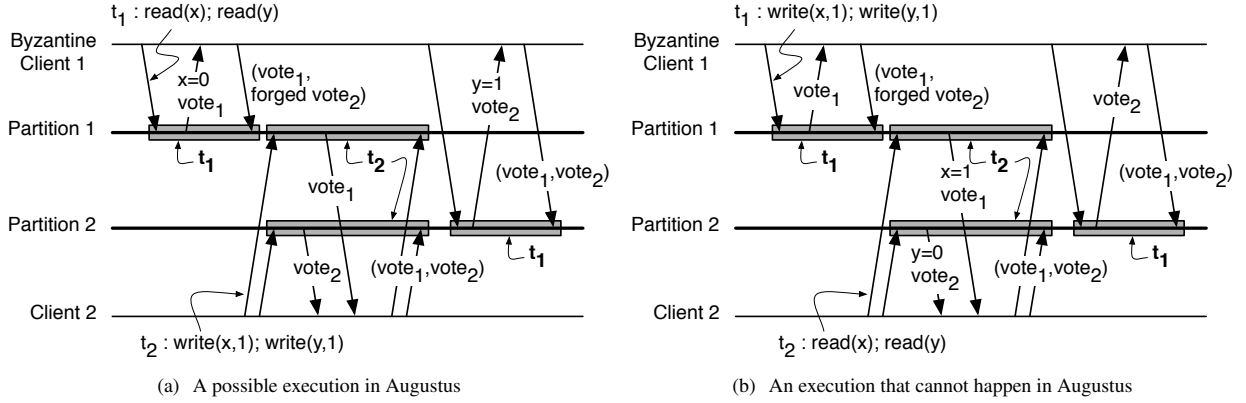 t1 : read(x); read(y)
Byzantine
Client 1
x=0
vote1
(vote1,
forged vote2)
y=1
vote2
Partition 1
t1
t2
vote1
(vote1,vote2)
Partition 2
vote2
(vote1,vote2)
t1
Client 2
t2 : write(x,1); write(y,1)
(a) A possible execution in Augustus
t1 : write(x,1); write(y,1)
Byzantine
Client 1
vote1
(vote1,
forged vote2)
vote2
Partition 1
t1
t2
x=1
vote1
(vote1,vote2)
Partition 2
y=0
vote2
(vote1,vote2)
t1
Client 2
t2 : read(x); read(y)
(b) An execution that cannot happen in Augustus